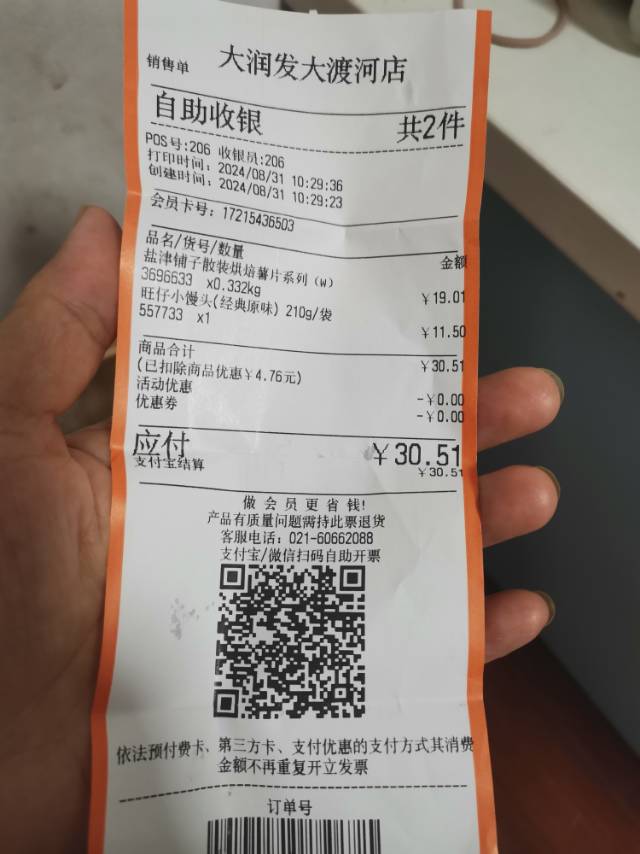 销售单 大润发大渡河店
自助收银 共2件
POS号:206 收银员:206
打印时间: 2024/08/31 10:29:36
创建时间: 2024/08/31 10:29:23
会员卡号: 17215436503
品名/货号/数量 金额
盐津铺子散装烘焙薯片系列(W)
3696633 x0.332kg ￥19.01
旺仔小馒头(经典原味) 210g/袋
557733 x1 ￥11.50
商品合计 ￥30.51
(已扣除商品优惠￥4.76元)
活动优惠 -￥0.00
优惠券 -￥0.00
应付 ￥30.51
支付宝结算 ￥30.51
做会员更省钱!
产品有质量问题需持此票退货
客服电话: 021-60662088
支付宝/微信扫码自助开票
依法预付费卡、第三方卡、支付优惠的支付方式其消费
金额不再重复开立发票
订单号